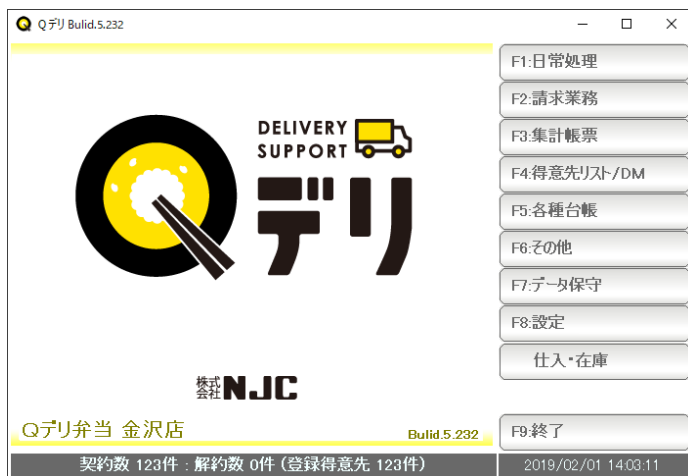 Qデリ Bulid.5.232
DELIVERY
SUPPORT
Qデリ
株式会社NJC
Qデリ弁当 金沢店
Bulid.5.232
契約数 123件 : 解約数 0件 (登録得意先 123件)
F1:日常処理
F2:請求業務
F3:集計帳票
F4:得意先リスト/DM
F5:各種台帳
F6:その他
F7:データ保守
F8:設定
仕入・在庫
F9:終了
2019/02/01 14:03:11